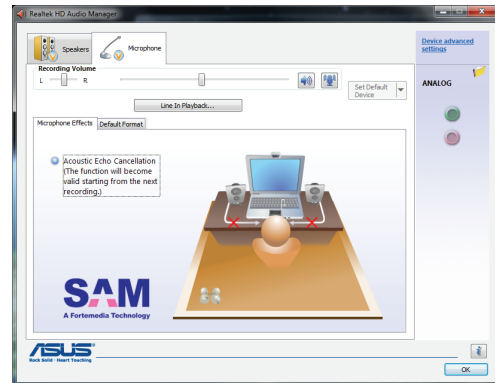 Realtek HD Audio Manager
Speakers
Microphone
Device advanced
settings
Recording Volume
L
R
Set Default
Device
ANALOG
Line In Playback...
Microphone Effects
Default Format
Acoustic Echo Cancellation
(The function will become
valid starting from the next
recording.)
SAM
A Fortemedia Technology
ASUS
Rock Solid · Heart Touching
i
OK